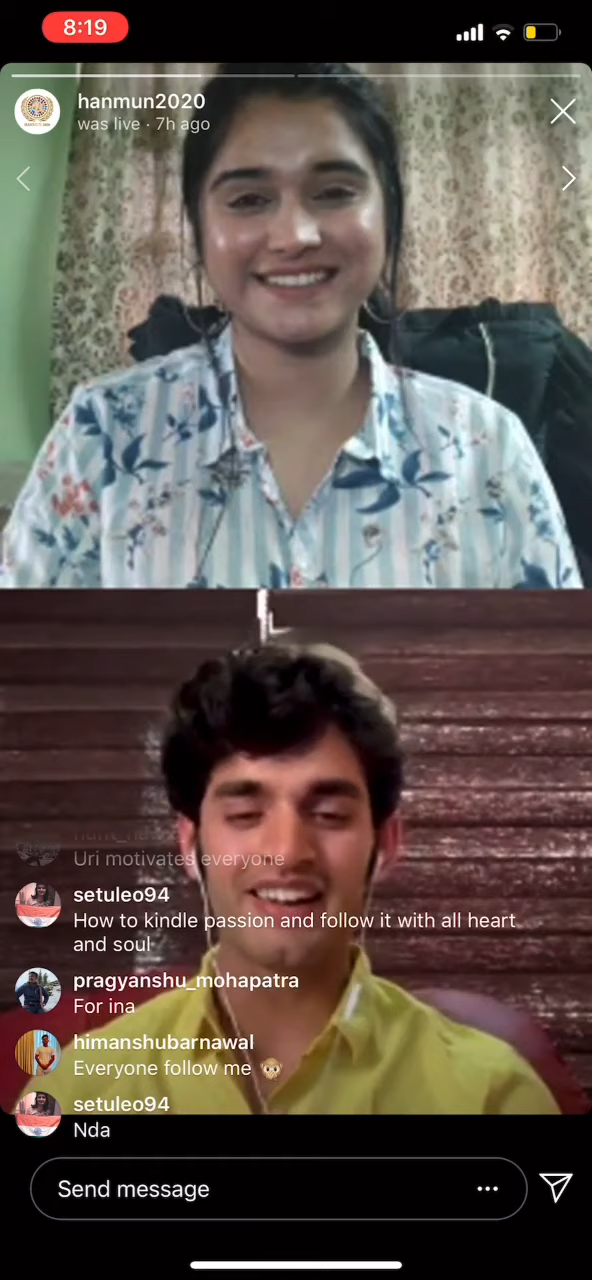 8:19
hanmun2020
was live · 7h ago
Uri motivates everyone
setuleo94
How to kindle passion and follow it with all heart
and soul
pragyanshu_mohapatra
For ina
himanshubarnawal
Everyone follow me 🙊
setuleo94
Nda
Send message